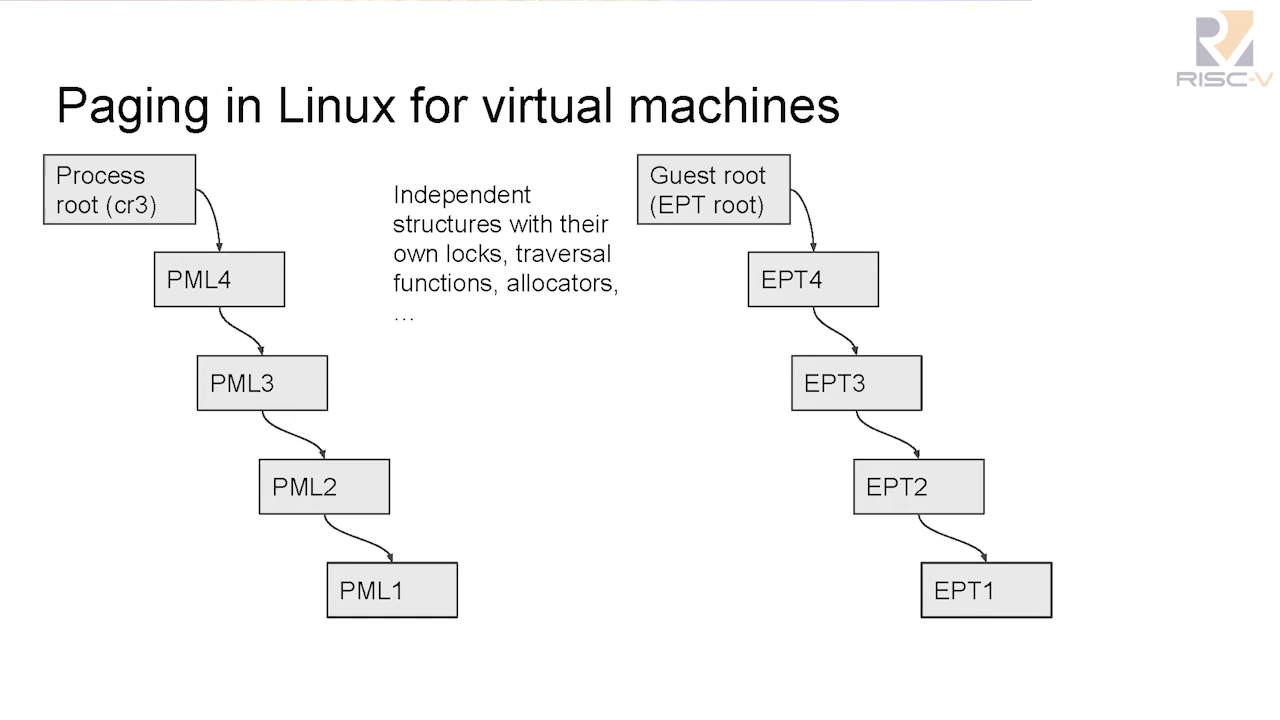 RISC-V
Paging in Linux for virtual machines
Process
root (cr3)
PML4
PML3
PML2
PML1
Independent
structures with their
own locks, traversal
functions, allocators,
…
Guest root
(EPT root)
EPT4
EPT3
EPT2
EPT1